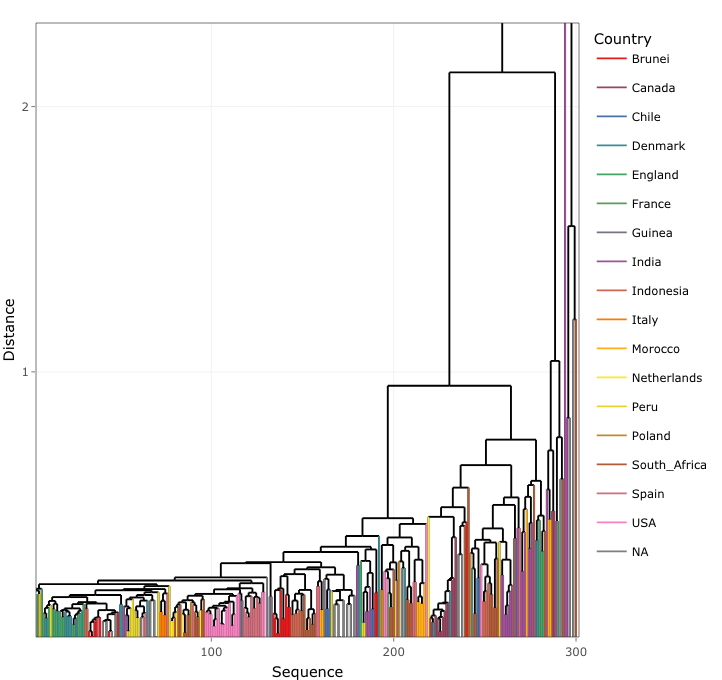 2
1
Distance
100
200
300
Sequence
Country
Brunei
Canada
Chile
Denmark
England
France
Guinea
India
Indonesia
Italy
Morocco
Netherlands
Peru
Poland
South_Africa
Spain
USA
NA